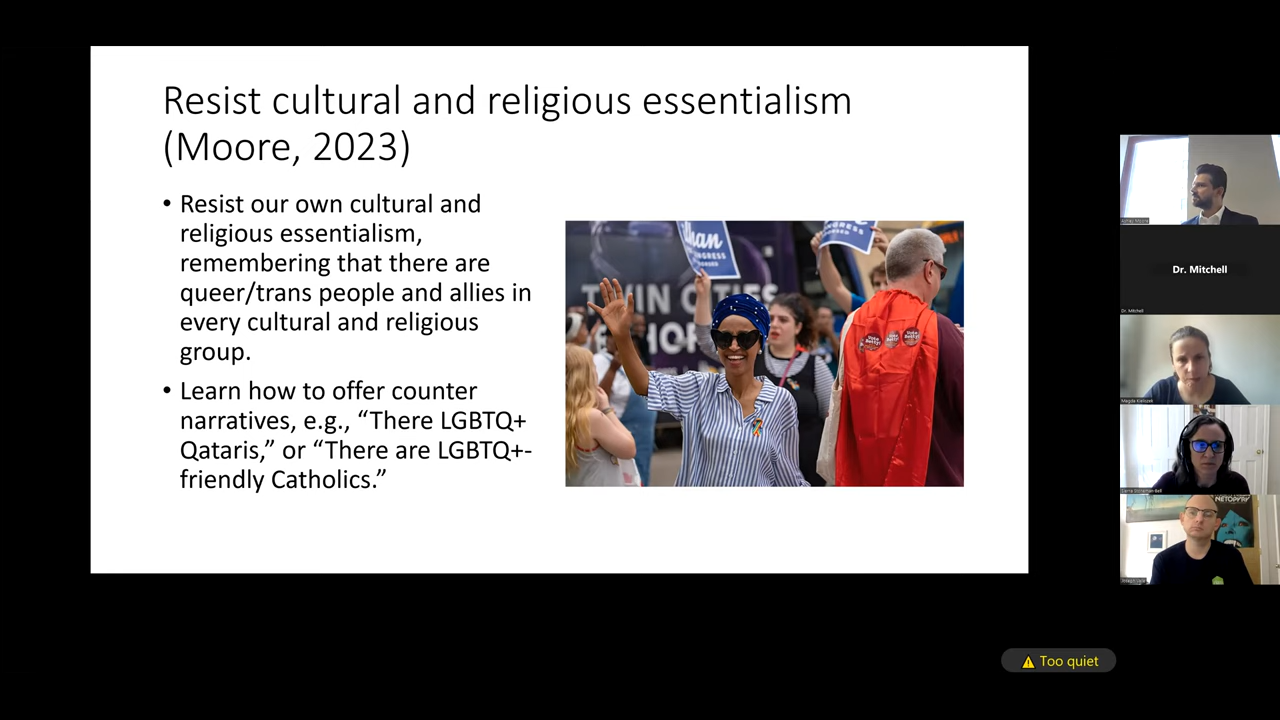 Resist cultural and religious essentialism
(Moore, 2023)
• Resist our own cultural and
religious essentialism,
remembering that there are
queer/trans people and allies in
every cultural and religious
group.
• Learn how to offer counter
narratives, e.g., “There LGBTQ+
Qataris,” or “There are LGBTQ+-
friendly Catholics.”
TWIN CITIES
Dr. Mitchell
Dr. Mitchell
Too quiet